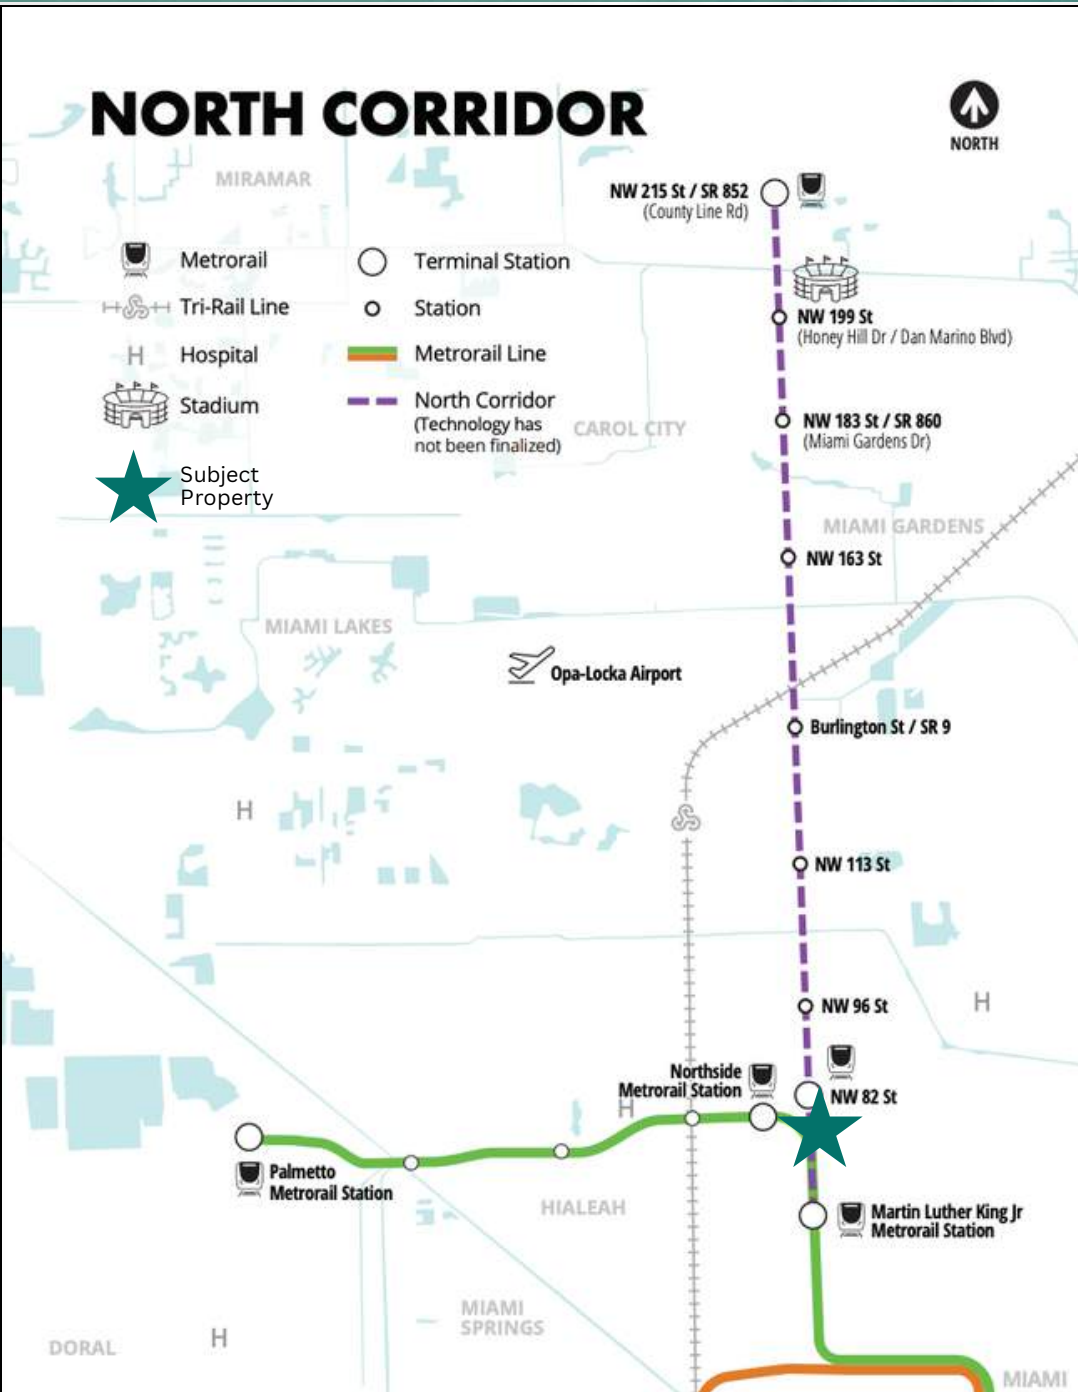 NORTH CORRIDOR
NORTH
MIRAMAR
NW 215 St / SR 852
(County Line Rd)
Metrorail
Terminal Station
Tri-Rail Line
Station
H
Hospital
Metrorail Line
Stadium
North Corridor
(Technology has
not been finalized)
Subject
Property
NW 199 St
(Honey Hill Dr / Dan Marino Blvd)
CAROL CITY
NW 183 St / SR 860
(Miami Gardens Dr)
MIAMI GARDENS
NW 163 St
MIAMI LAKES
Opa-Locka Airport
Burlington St / SR 9
H
NW 113 St
NW 96 St
H
Northside
Metrorail Station
H
NW 82 St
Palmetto
Metrorail Station
HIALEAH
Martin Luther King Jr
Metrorail Station
MIAMI
SPRINGS
DORAL
H
MIAMI